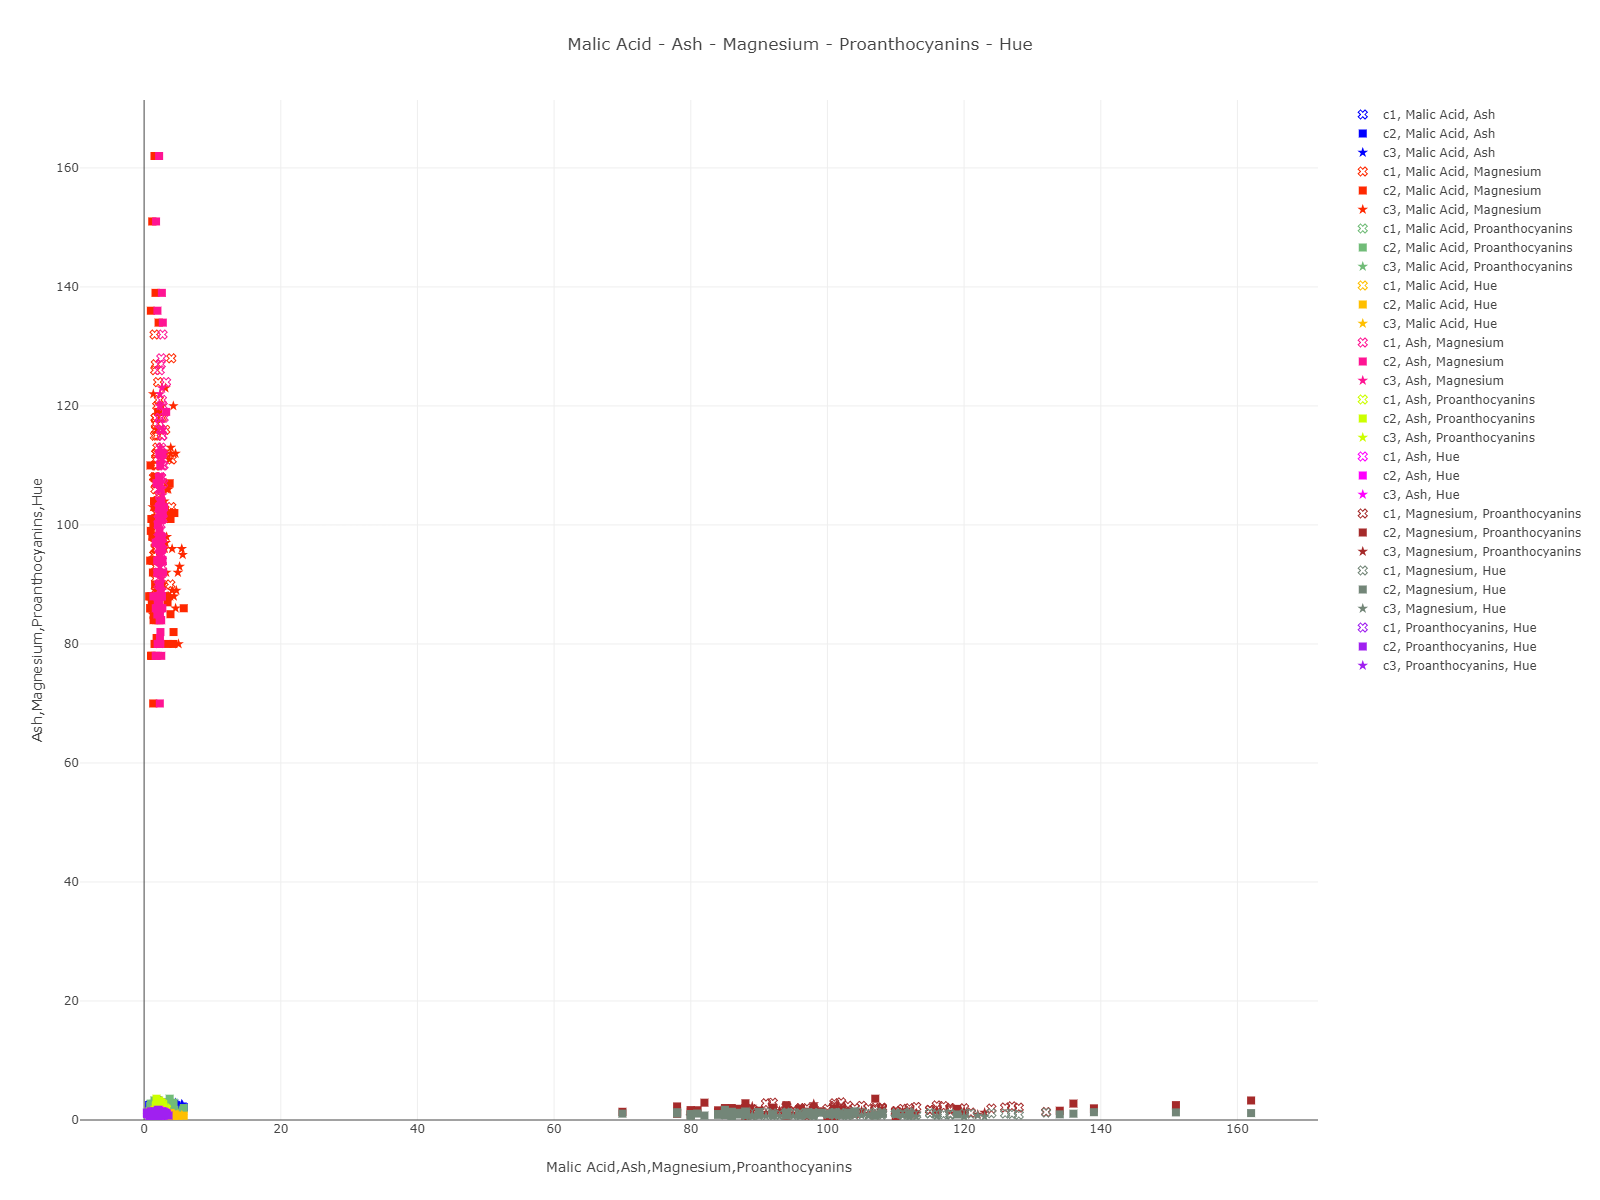 Malic Acid - Ash - Magnesium - Proanthocyanins - Hue
c1, Malic Acid, Ash
c2, Malic Acid, Ash
c3, Malic Acid, Ash
c1, Malic Acid, Magnesium
c2, Malic Acid, Magnesium
c3, Malic Acid, Magnesium
c1, Malic Acid, Proanthocyanins
c2, Malic Acid, Proanthocyanins
c3, Malic Acid, Proanthocyanins
c1, Malic Acid, Hue
c2, Malic Acid, Hue
c3, Malic Acid, Hue
c1, Ash, Magnesium
c2, Ash, Magnesium
c3, Ash, Magnesium
c1, Ash, Proanthocyanins
c2, Ash, Proanthocyanins
c3, Ash, Proanthocyanins
c1, Ash, Hue
c2, Ash, Hue
c3, Ash, Hue
c1, Magnesium, Proanthocyanins
c2, Magnesium, Proanthocyanins
c3, Magnesium, Proanthocyanins
c1, Magnesium, Hue
c2, Magnesium, Hue
c3, Magnesium, Hue
c1, Proanthocyanins, Hue
c2, Proanthocyanins, Hue
c3, Proanthocyanins, Hue
160
140
120
100
80
60
40
20
0
Ash,Magnesium,Proanthocyanins,Hue
0 20 40 60 80 100 120 140 160
Malic Acid,Ash,Magnesium,Proanthocyanins